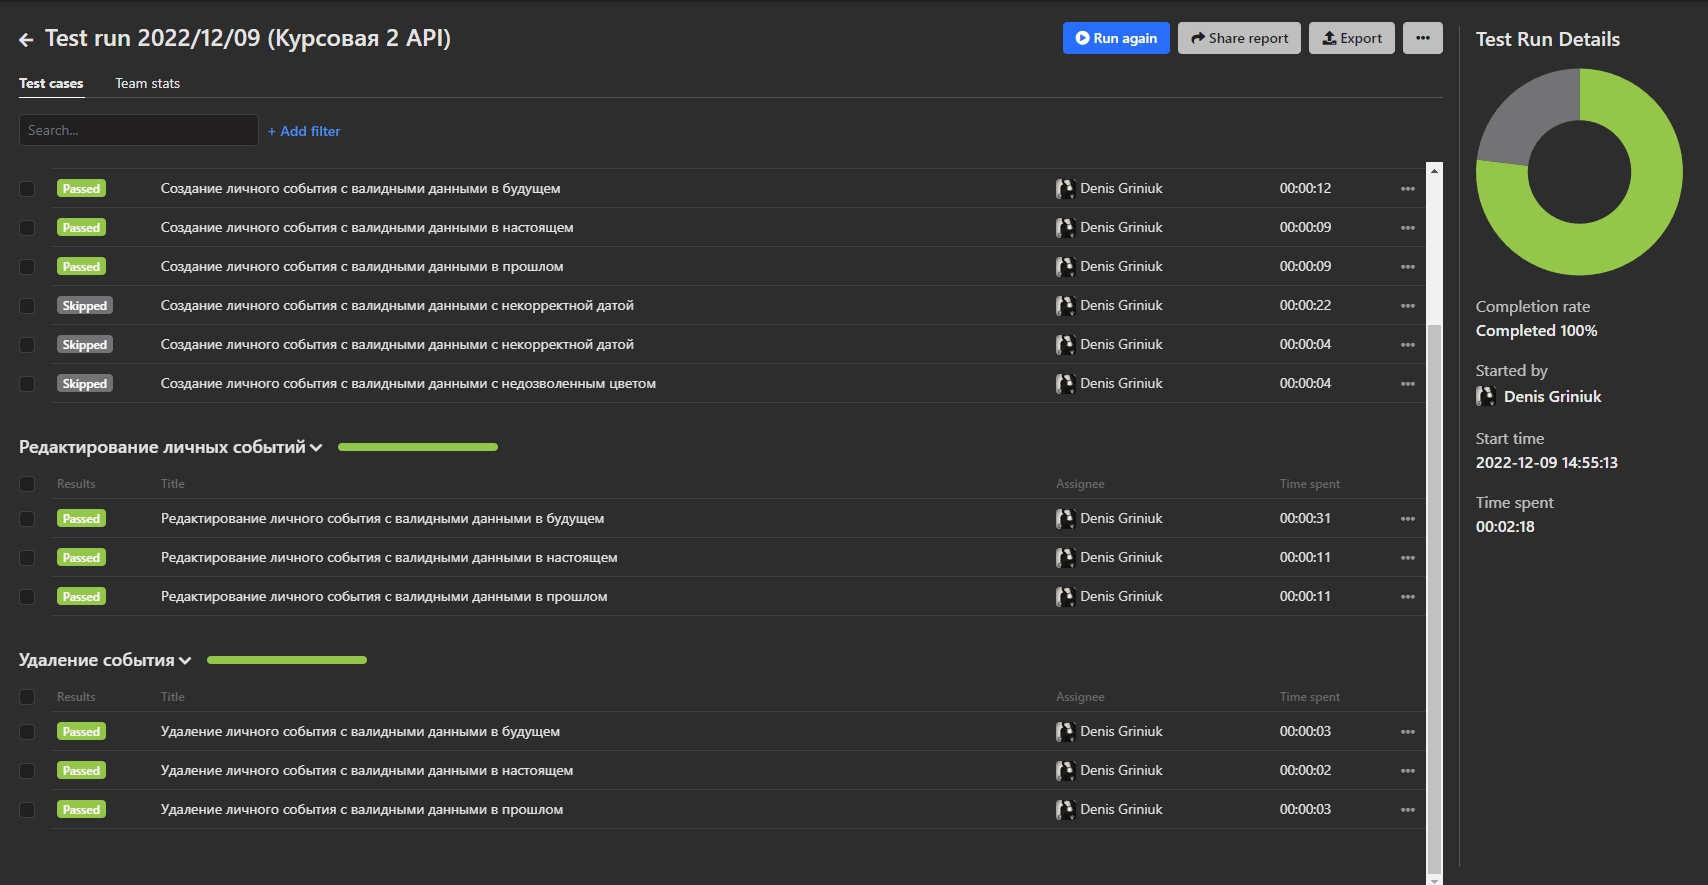 Test run 2022/12/09 (Курсовая 2 API)
Run again
Share report
Export
Test cases
Team stats
Search...
+ Add filter
Passed Создание личного события с валидными данными в будущем Denis Griniuk 00:00:12
Passed Создание личного события с валидными данными в настоящем Denis Griniuk 00:00:09
Passed Создание личного события с валидными данными в прошлом Denis Griniuk 00:00:09
Skipped Создание личного события с валидными данными с некорректной датой Denis Griniuk 00:00:22
Skipped Создание личного события с валидными данными с некорректной датой Denis Griniuk 00:00:04
Skipped Создание личного события с валидными данными с недозволенным цветом Denis Griniuk 00:00:04
Редактирование личных событий
Results Title Assignee Time spent
Passed Редактирование личного события с валидными данными в будущем Denis Griniuk 00:00:31
Passed Редактирование личного события с валидными данными в настоящем Denis Griniuk 00:00:11
Passed Редактирование личного события с валидными данными в прошлом Denis Griniuk 00:00:11
Удаление события
Results Title Assignee Time spent
Passed Удаление личного события с валидными данными в будущем Denis Griniuk 00:00:03
Passed Удаление личного события с валидными данными в настоящем Denis Griniuk 00:00:02
Passed Удаление личного события с валидными данными в прошлом Denis Griniuk 00:00:03
Test Run Details
Completion rate
Completed 100%
Started by
Denis Griniuk
Start time
2022-12-09 14:55:13
Time spent
00:02:18